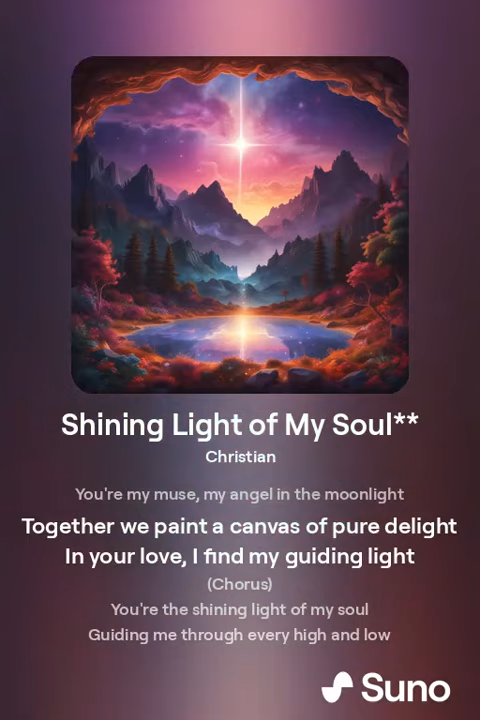 Shining Light of My Soul**
Christian
You're my muse, my angel in the moonlight
Together we paint a canvas of pure delight
In your love, I find my guiding light
(Chorus)
You're the shining light of my soul
Guiding me through every high and low
Suno